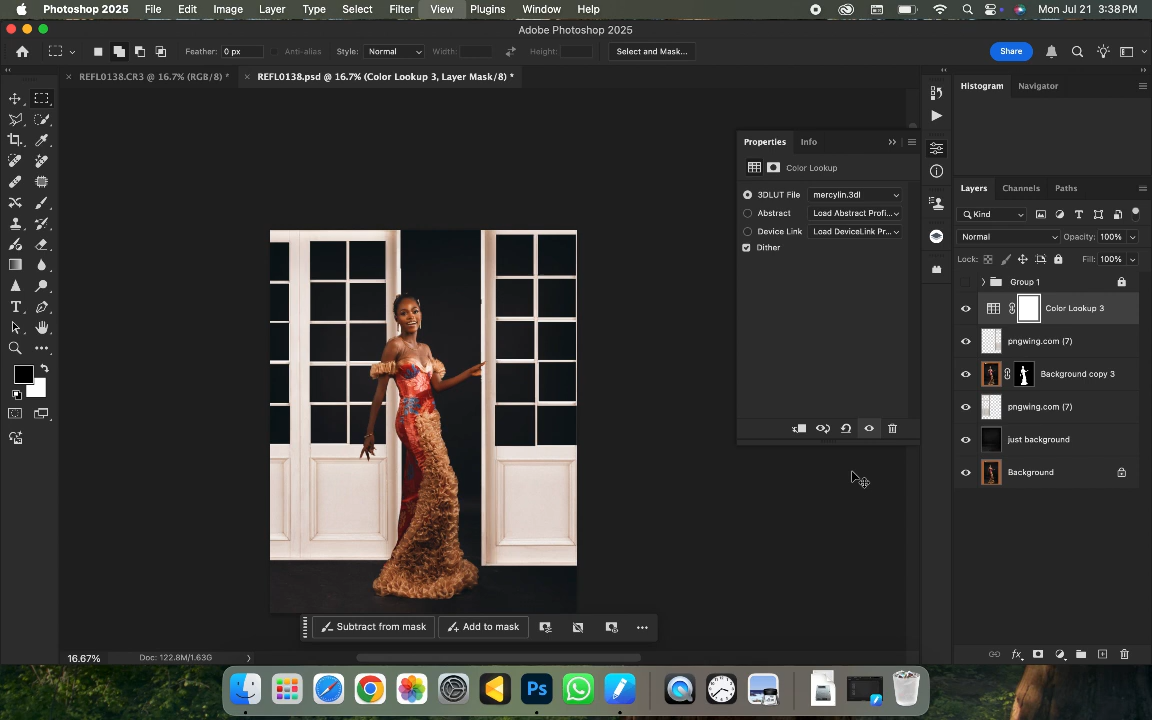 Photoshop 2025 File Edit Image Layer Type Select Filter View Plugins Window Help Mon Jul 21 3:38 PM
Adobe Photoshop 2025
Feather: 0 px Anti-alias Style: Normal Width: Height: Select and Mask... Share
× REFL0138.CR3 @ 16.7% (RGB/8) * × REFL0138.psd @ 16.7% (Color Lookup 3, Layer Mask/8) *
Histogram Navigator
Properties Info
Color Lookup
3DLUT File mercylin.3dl
Abstract Load Abstract Profi...
Device Link Load DeviceLink Pr...
Dither
Layers Channels Paths
Kind
Normal Opacity: 100%
Lock: Fill: 100%
Group 1
Color Lookup 3
pngwing.com (7)
Background copy 3
pngwing.com (7)
just background
Background
Subtract from mask Add to mask
16.67% Doc: 122.8M/1.63G
fx
Ps